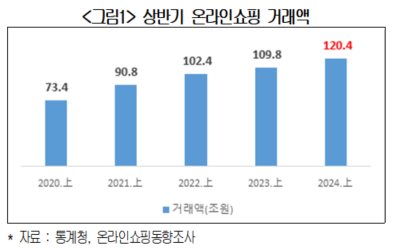 <그림1> 상반기 온라인쇼핑 거래액
73.4
90.8
102.4
109.8
120.4
2020.上 2021.上 2022.上 2023.上 2024.上
거래액(조원)
* 자료 : 통계청, 온라인쇼핑동향조사